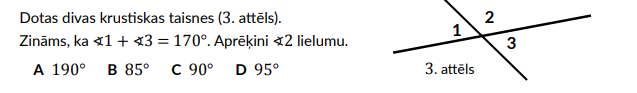 Dotas divas krustiskas taisnes (3. attēls).
Zināms, ka ∢1 + ∢3 = 170°. Aprēķini ∢2 lielumu.
A 190° B 85° C 90° D 95°
2
1
3
3. attēls